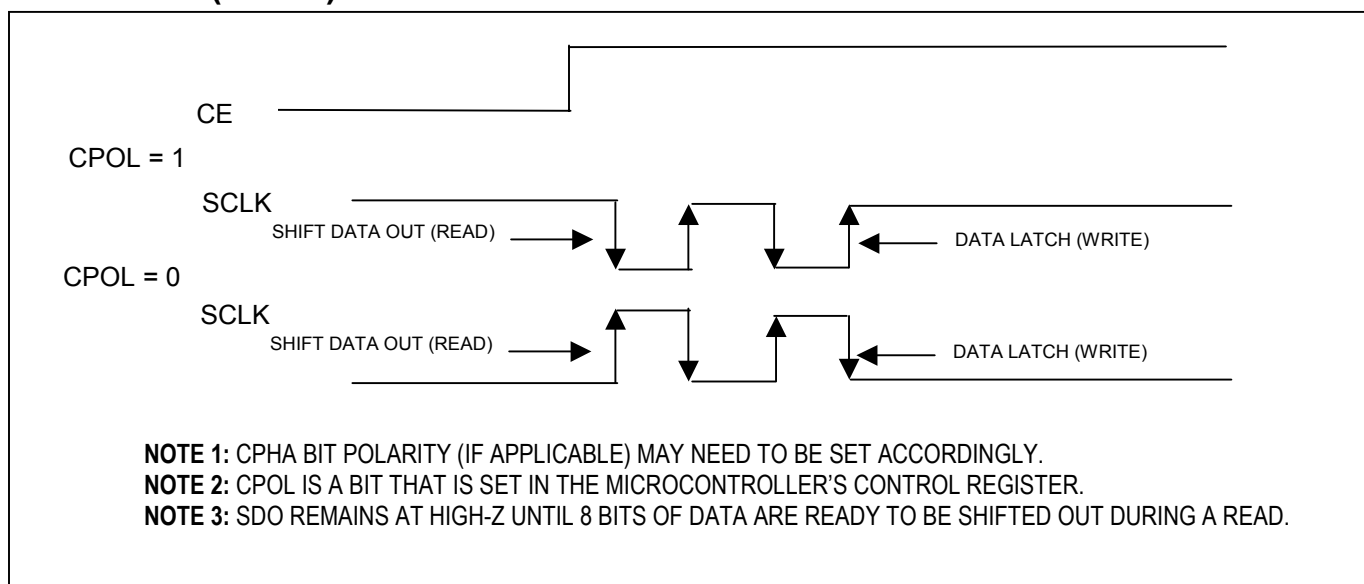 CE
CPOL = 1
SCLK
SHIFT DATA OUT (READ)
DATA LATCH (WRITE)
CPOL = 0
SCLK
SHIFT DATA OUT (READ)
DATA LATCH (WRITE)
NOTE 1: CPHA BIT POLARITY (IF APPLICABLE) MAY NEED TO BE SET ACCORDINGLY.
NOTE 2: CPOL IS A BIT THAT IS SET IN THE MICROCONTROLLER'S CONTROL REGISTER.
NOTE 3: SDO REMAINS AT HIGH-Z UNTIL 8 BITS OF DATA ARE READY TO BE SHIFTED OUT DURING A READ.